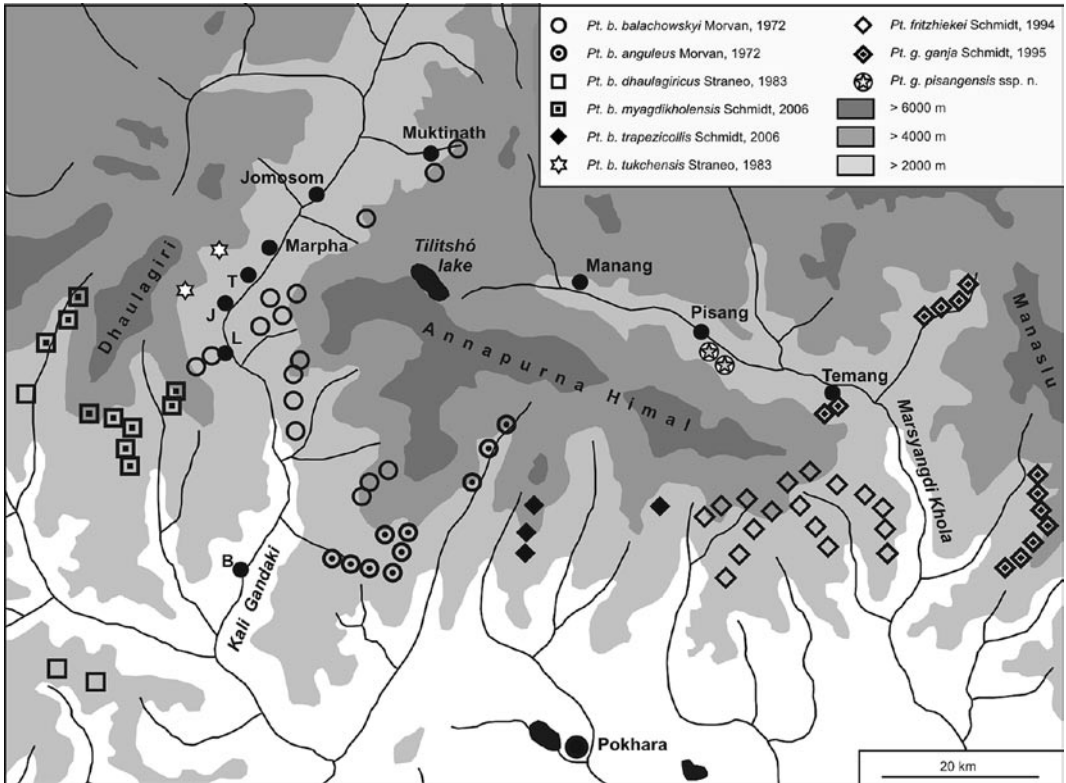 Pt. b. balachowskyi Morvan, 1972
Pt. b. anguleus Morvan, 1972
Pt. b. dhaulagiricus Straneo, 1983
Pt. b. myagdikholensis Schmidt, 2006
Pt. b. trapezicollis Schmidt, 2006
Pt. b. tukchensis Straneo, 1983
Pt. fritzhiekei Schmidt, 1994
Pt. g. ganja Schmidt, 1995
Pt. g. pisangensis ssp. n.
> 6000 m
> 4000 m
> 2000 m
Muktinath
Jomosom
Marpha
T
J
L
B
Dhaulagiri
Tilitshó
lake
Manang
Pisang
Annapurna Himal
Temang
Manaslu
Marsyangdi Khola
Kali Gandaki
Pokhara
20 km